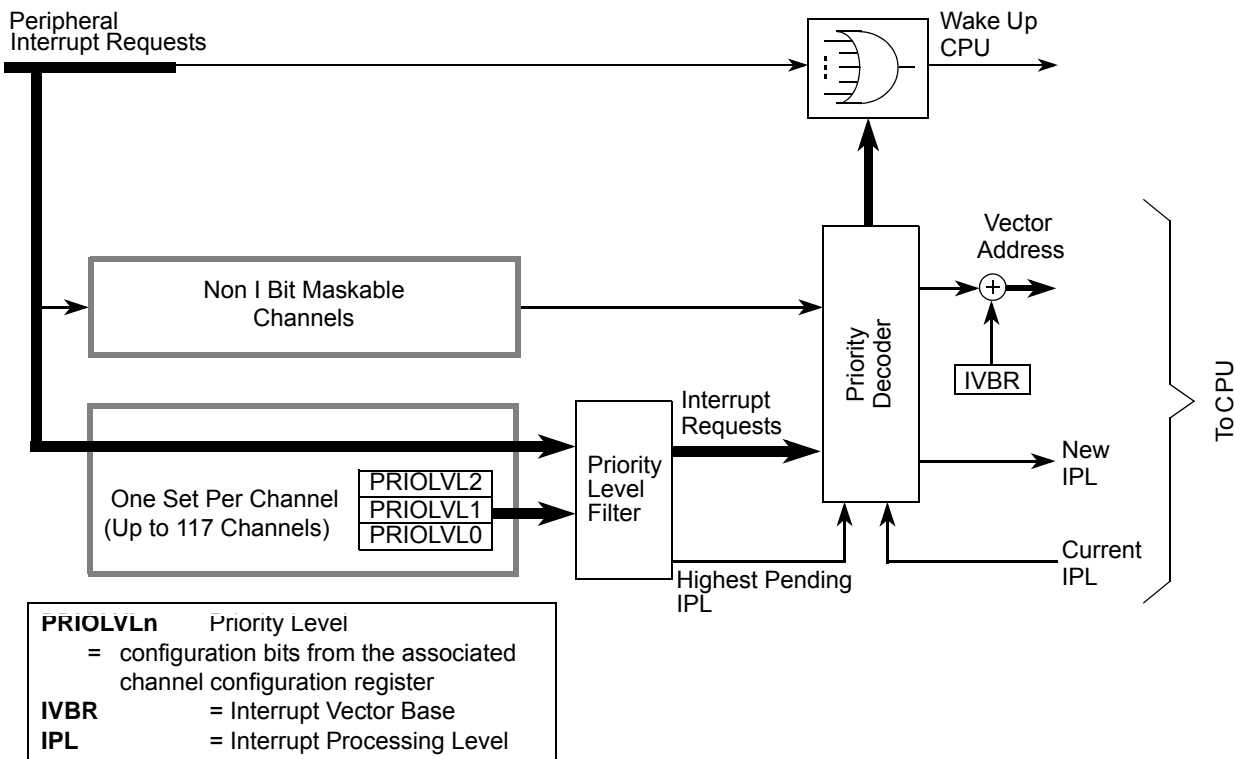 Peripheral
Interrupt Requests
Wake Up
CPU
Vector
Address
Non I Bit Maskable
Channels
Priority
Decoder
IVBR
To CPU
Interrupt
Requests
New
IPL
Priority
Level
Filter
PRIOLVL2
One Set Per Channel
PRIOLVL1
(Up to 117 Channels)
PRIOLVL0
Current
IPL
Highest Pending
IPL
PRIOLVLn Priority Level
= configuration bits from the associated
channel configuration register
IVBR = Interrupt Vector Base
IPL = Interrupt Processing Level